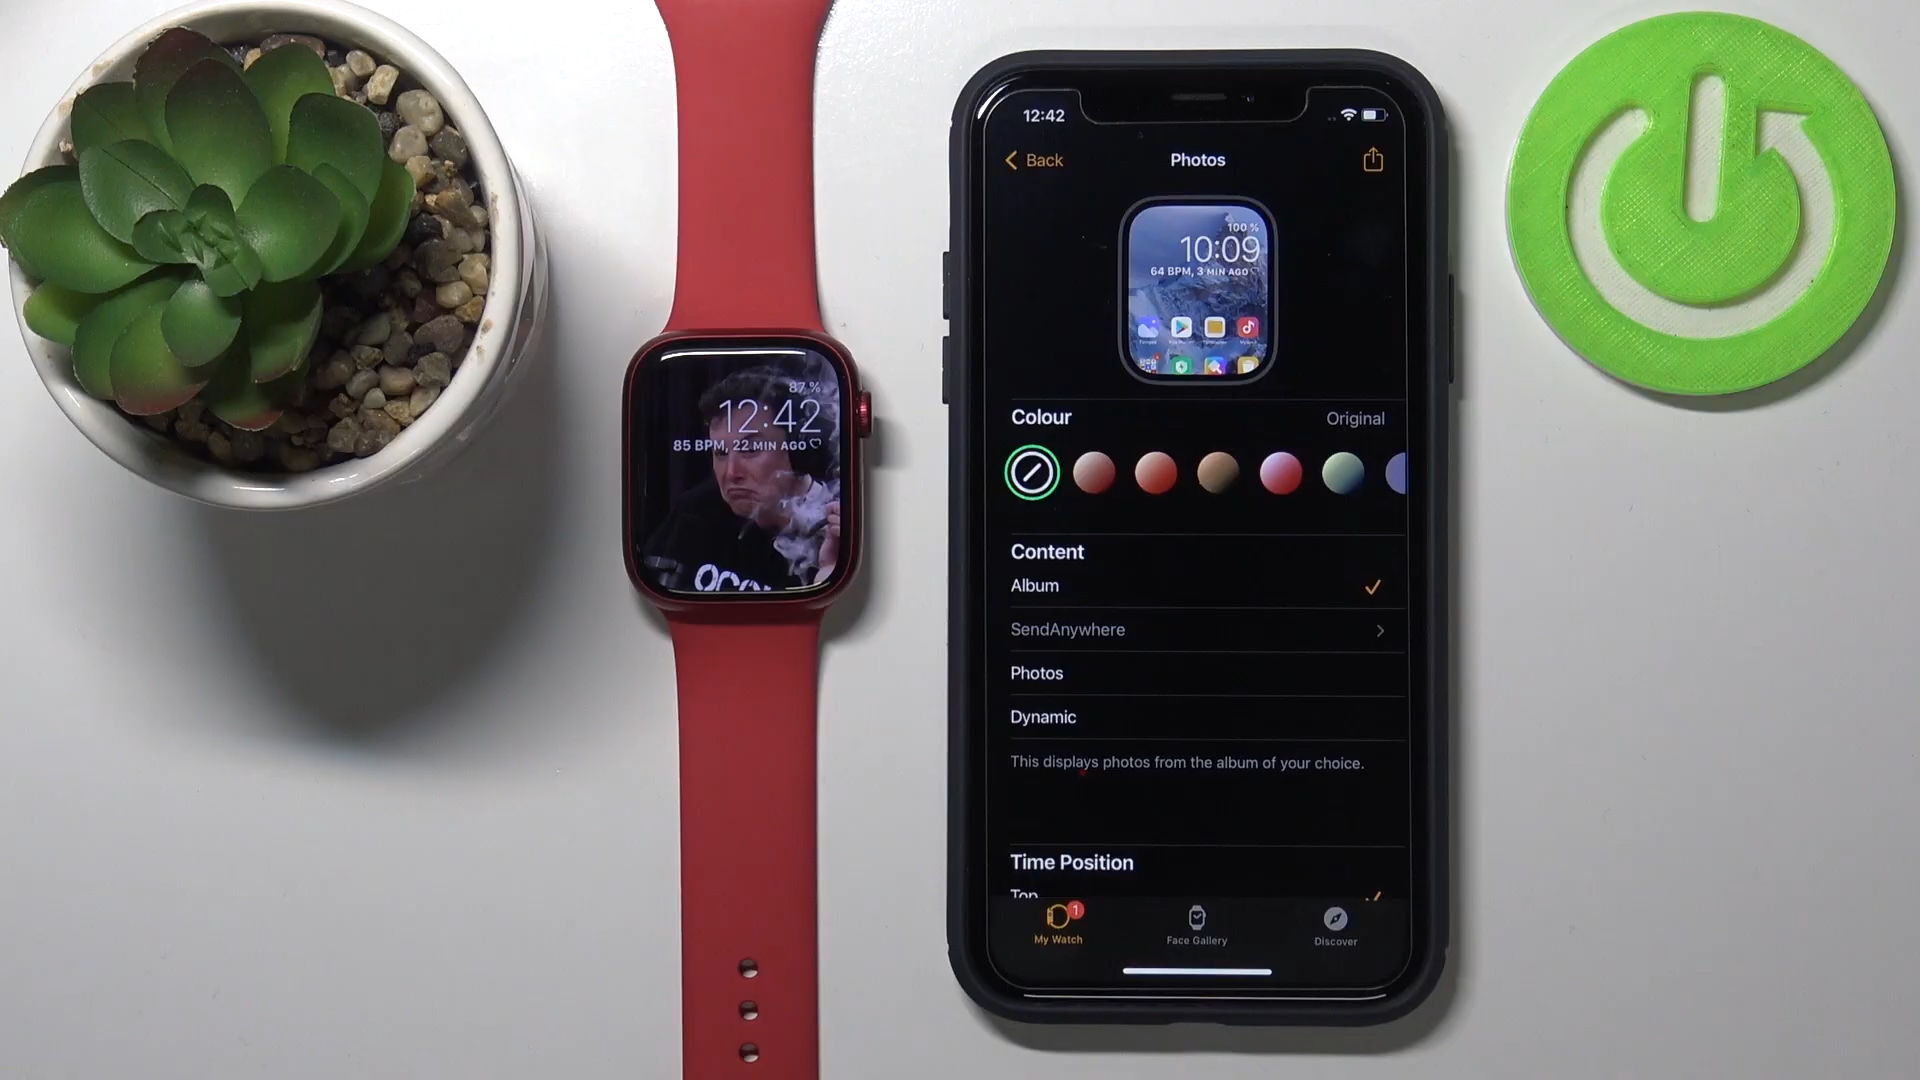 87 %
12:42
85 BPM, 22 MIN AGO
12:42
Back
Photos
100 %
10:09
64 BPM, 3 MIN AGO
Colour
Original
Content
Album
SendAnywhere
Photos
Dynamic
This displays photos from the album of your choice.
Time Position
Top
1
My Watch
Face Gallery
Discover